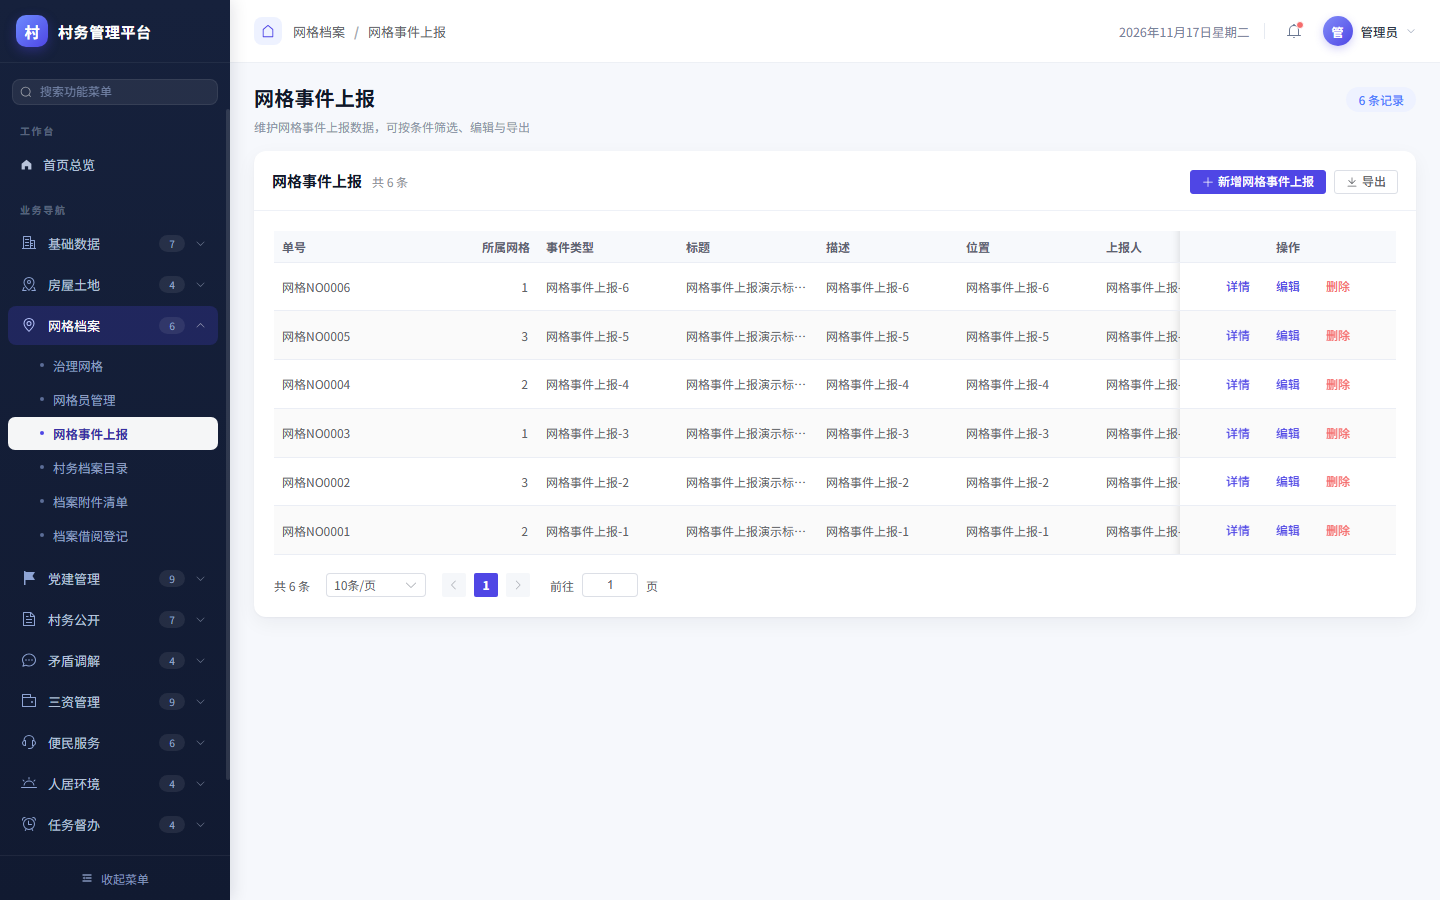 村 村务管理平台
搜索功能菜单
工作台
首页总览
业务导航
基础数据 7
房屋土地 4
网格档案 6
治理网格
网格员管理
网格事件上报
村务档案目录
档案附件清单
档案借阅登记
党建管理 9
村务公开 7
矛盾调解 4
三资管理 9
便民服务 6
人居环境 4
任务督办 4
收起菜单
网格档案 / 网格事件上报
2026年11月17日星期二 管 管理员
网格事件上报
6 条记录
维护网格事件上报数据，可按条件筛选、编辑与导出
网格事件上报 共 6 条
新增网格事件上报 导出
单号 所属网格 事件类型 标题 描述 位置 上报人 操作
网格NO0006 1 网格事件上报-6 网格事件上报演示标… 网格事件上报-6 网格事件上报-6 网格事件上报- 详情 编辑 删除
网格NO0005 3 网格事件上报-5 网格事件上报演示标… 网格事件上报-5 网格事件上报-5 网格事件上报- 详情 编辑 删除
网格NO0004 2 网格事件上报-4 网格事件上报演示标… 网格事件上报-4 网格事件上报-4 网格事件上报- 详情 编辑 删除
网格NO0003 1 网格事件上报-3 网格事件上报演示标… 网格事件上报-3 网格事件上报-3 网格事件上报- 详情 编辑 删除
网格NO0002 3 网格事件上报-2 网格事件上报演示标… 网格事件上报-2 网格事件上报-2 网格事件上报- 详情 编辑 删除
网格NO0001 2 网格事件上报-1 网格事件上报演示标… 网格事件上报-1 网格事件上报-1 网格事件上报- 详情 编辑 删除
共 6 条 10条/页 1 前往 1 页